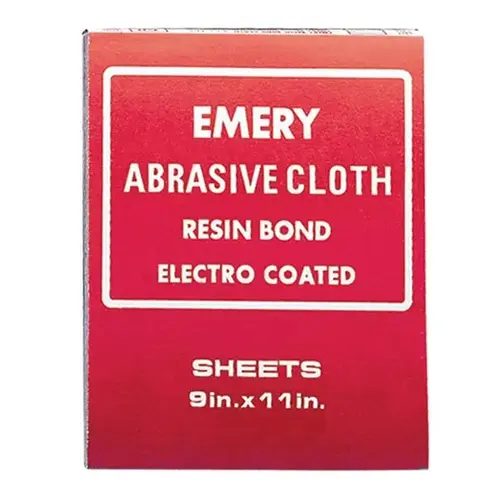 EMERY
ABRASIVE CLOTH
RESIN BOND
ELECTRO COATED
SHEETS
9in.x11in.